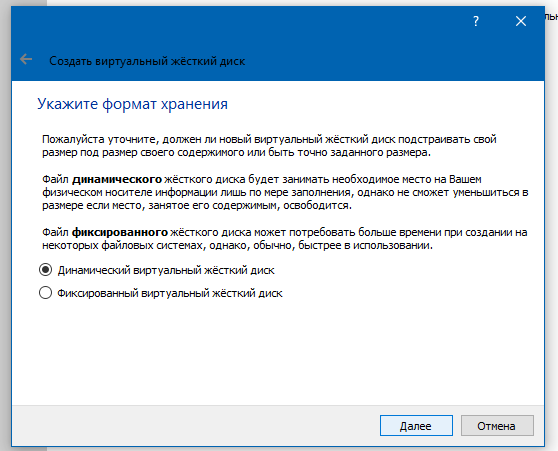 ?
льн
Создать виртуальный жёсткий диск
Укажите формат хранения
Пожалуйста уточните, должен ли новый виртуальный жёсткий диск подстраивать свой
размер под размер своего содержимого или быть точно заданного размера.
Файл динамического жёсткого диска будет занимать необходимое место на Вашем
физическом носителе информации лишь по мере заполнения, однако не сможет уменьшиться в
размере если место, занятое его содержимым, освободится.
Файл фиксированного жёсткого диска может потребовать больше времени при создании на
некоторых файловых системах, однако, обычно, быстрее в использовании.
Динамический виртуальный жёсткий диск
Фиксированный виртуальный жёсткий диск
Далее
Отмена